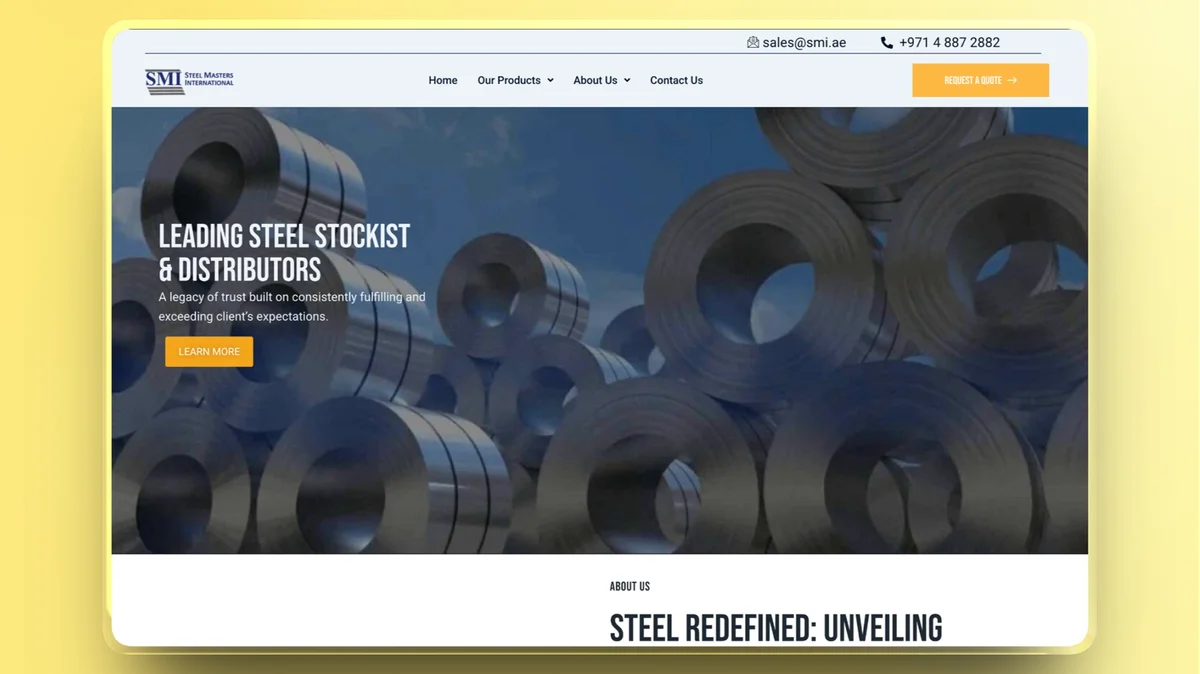 sales@smi.ae
+971 4 887 2882
SMI STEEL MASTERS
INTERNATIONAL
Home
Our Products
About Us
Contact Us
REQUEST A QUOTE
LEADING STEEL STOCKIST
& DISTRIBUTORS
A legacy of trust built on consistently fulfilling and
exceeding client's expectations.
LEARN MORE
ABOUT US
STEEL REDEFINED: UNVEILING